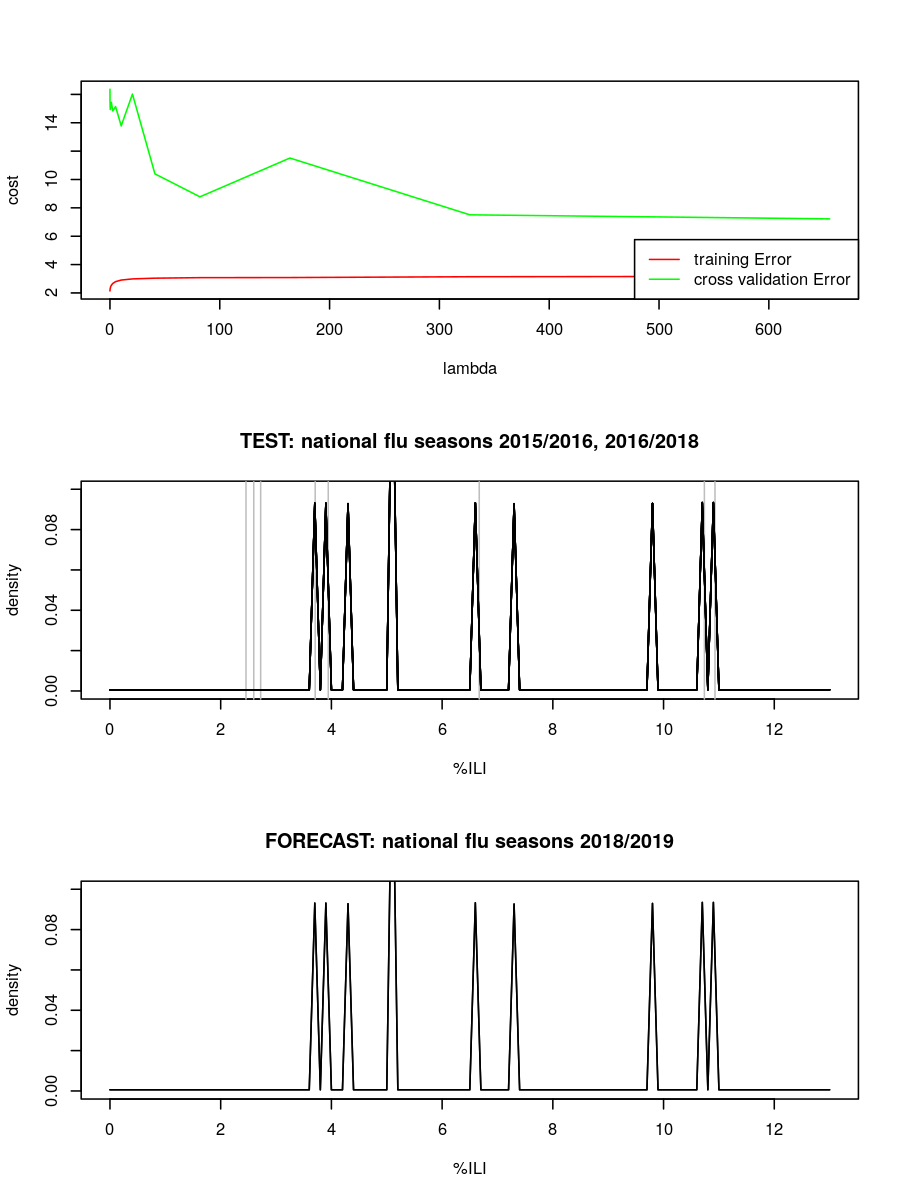 cost
14
10
8
6
4
2
training Error
cross validation Error
0 100 200 300 400 500 600
lambda
TEST: national flu seasons 2015/2016, 2016/2018
density
0.08
0.04
0.00
0 2 4 6 8 10 12
%ILI
FORECAST: national flu seasons 2018/2019
density
0.08
0.04
0.00
0 2 4 6 8 10 12
%ILI